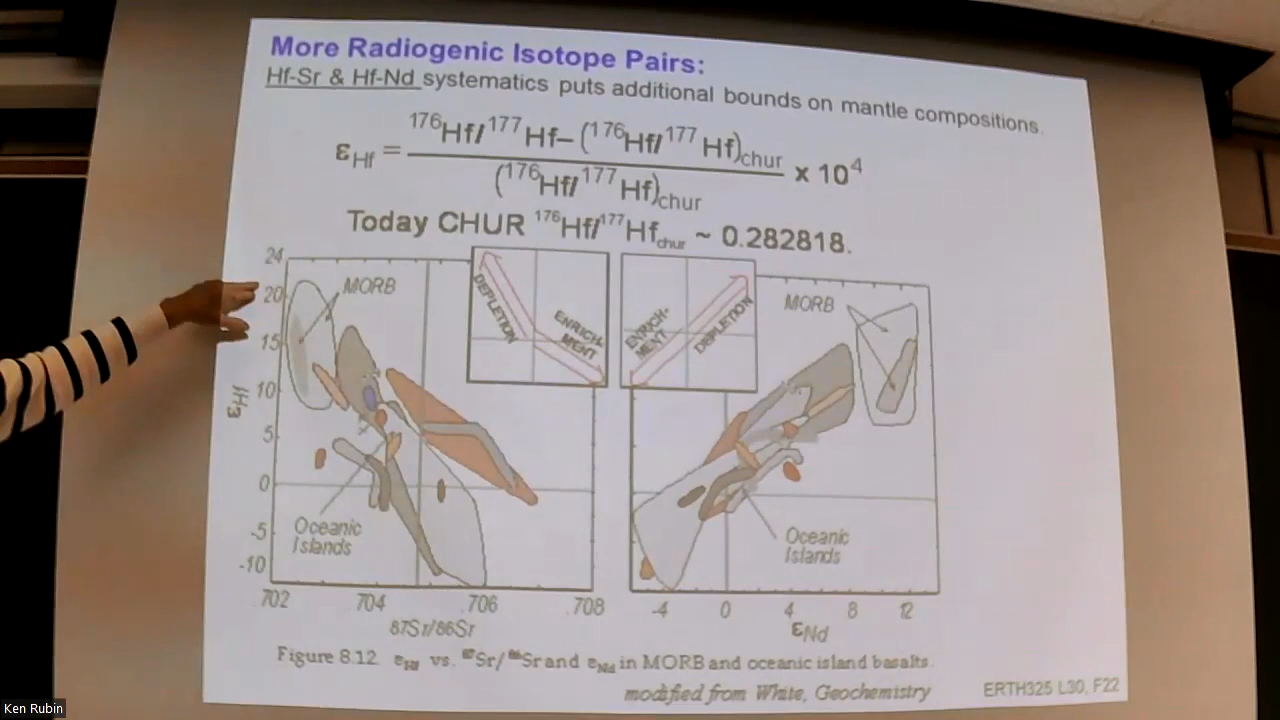 More Radiogenic Isotope Pairs:
Hf-Sr & Hf-Nd systematics puts additional bounds on mantle compositions.
εHf = 176Hf/177Hf– (176Hf/177Hf)chur x 10^4
(176Hf/177Hf)chur
Today CHUR 176Hf/177Hfchur ~ 0.282818.
24
20
15
10
5
0
-5
-10
εHf
MORB
DEPLETION
ENRICH-
MENT
Oceanic
Islands
702
704
.706
.708
87Sr/86Sr
ENRICH-
MENT
DEPLETION
MORB
Oceanic
Islands
-4
0
4
8
12
εNd
Figure 8.12. εHf vs. 87Sr/86Sr and εNd in MORB and oceanic island basalts.
modified from White, Geochemistry
ERTH325 L30, F22
Ken Rubin